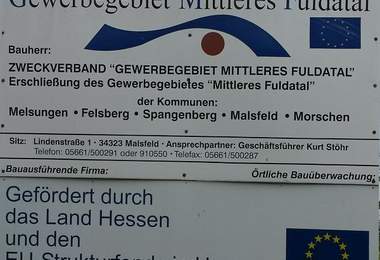 Gewerbegebiet Mittleres Fuldatal
Bauherr:
ZWECKVERBAND "GEWERBEGEBIET MITTLERES FULDATAL"
Erschließung des Gewerbegebietes "Mittleres Fuldatal"
der Kommunen:
Melsungen • Felsberg • Spangenberg • Malsfeld • Morschen
Sitz: Lindenstraße 1 · 34323 Malsfeld · Ansprechpartner: Geschäftsführer Kurt Stöhr
Telefon: 05661/500291 oder 910550 • Telefax: 05661/500287
Bauausführende Firma: Örtliche Bauüberwachung:
Gefördert durch
das Land Hessen
und den
EU-Strukturfonds